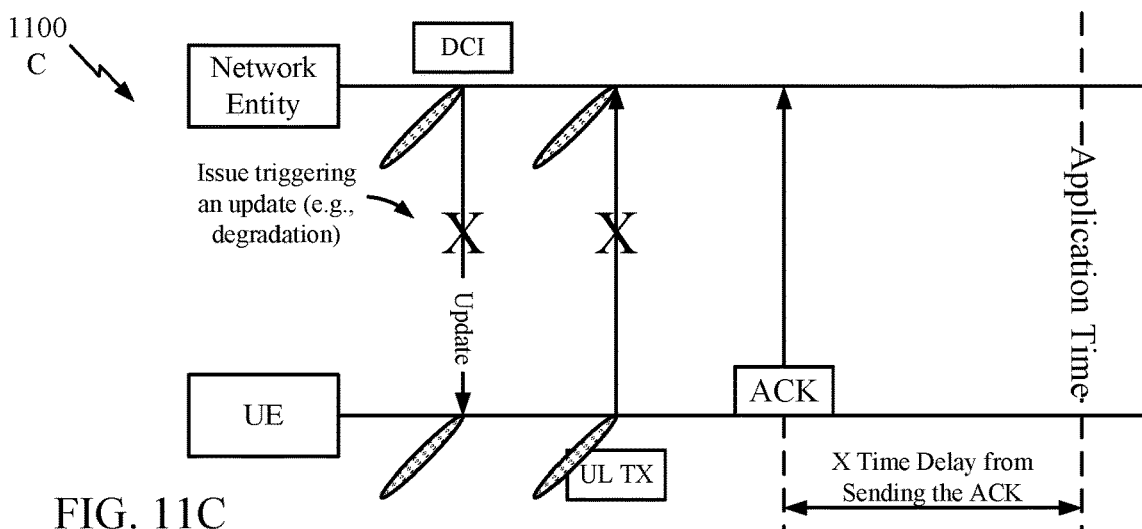 1100
C
Network
Entity
DCI
Issue triggering
an update (e.g.,
degradation)
X
X
Update
Application Time
UE
UL TX
ACK
X Time Delay from
Sending the ACK
FIG. 11C